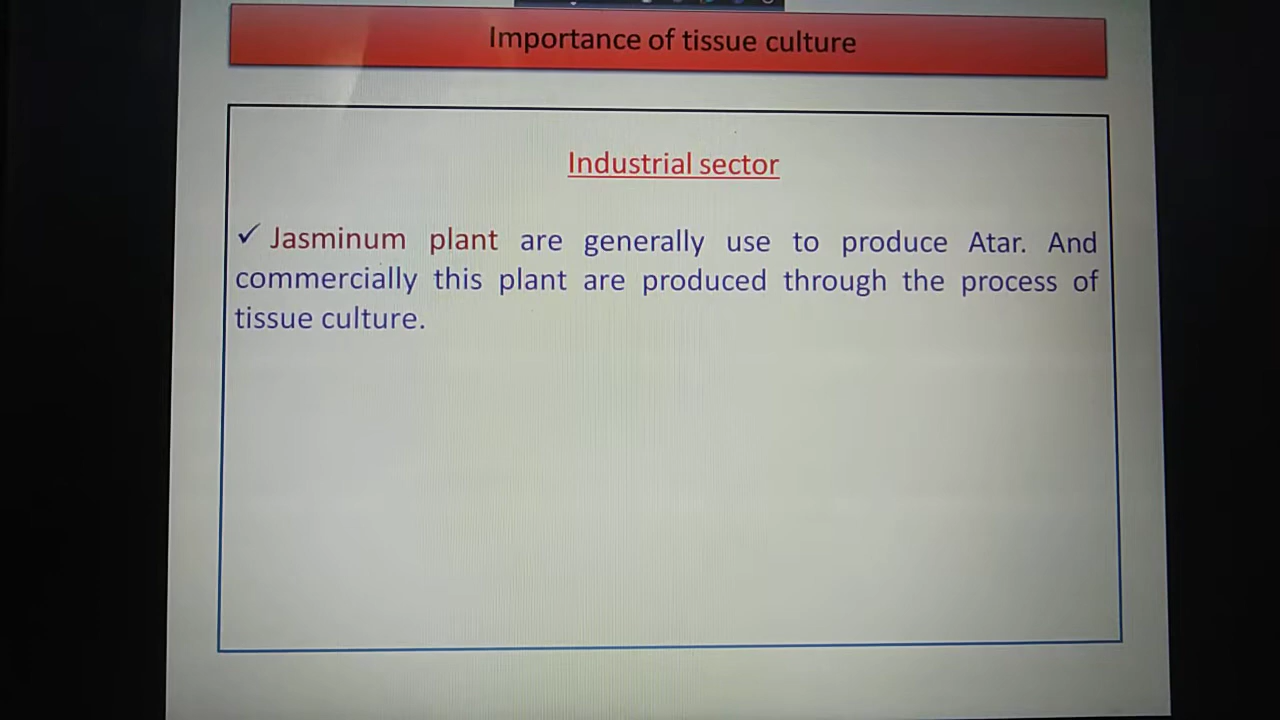 Importance of tissue culture
Industrial sector
✓ Jasminum plant are generally use to produce Atar. And
commercially this plant are produced through the process of
tissue culture.